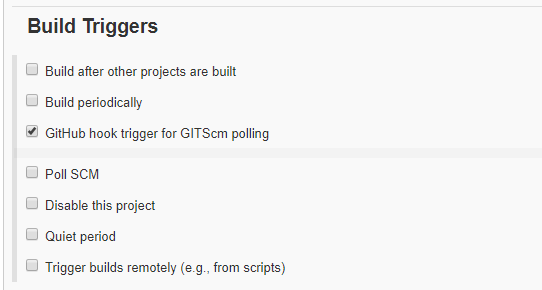 Build Triggers
Build after other projects are built
Build periodically
GitHub hook trigger for GITScm polling
Poll SCM
Disable this project
Quiet period
Trigger builds remotely (e.g., from scripts)